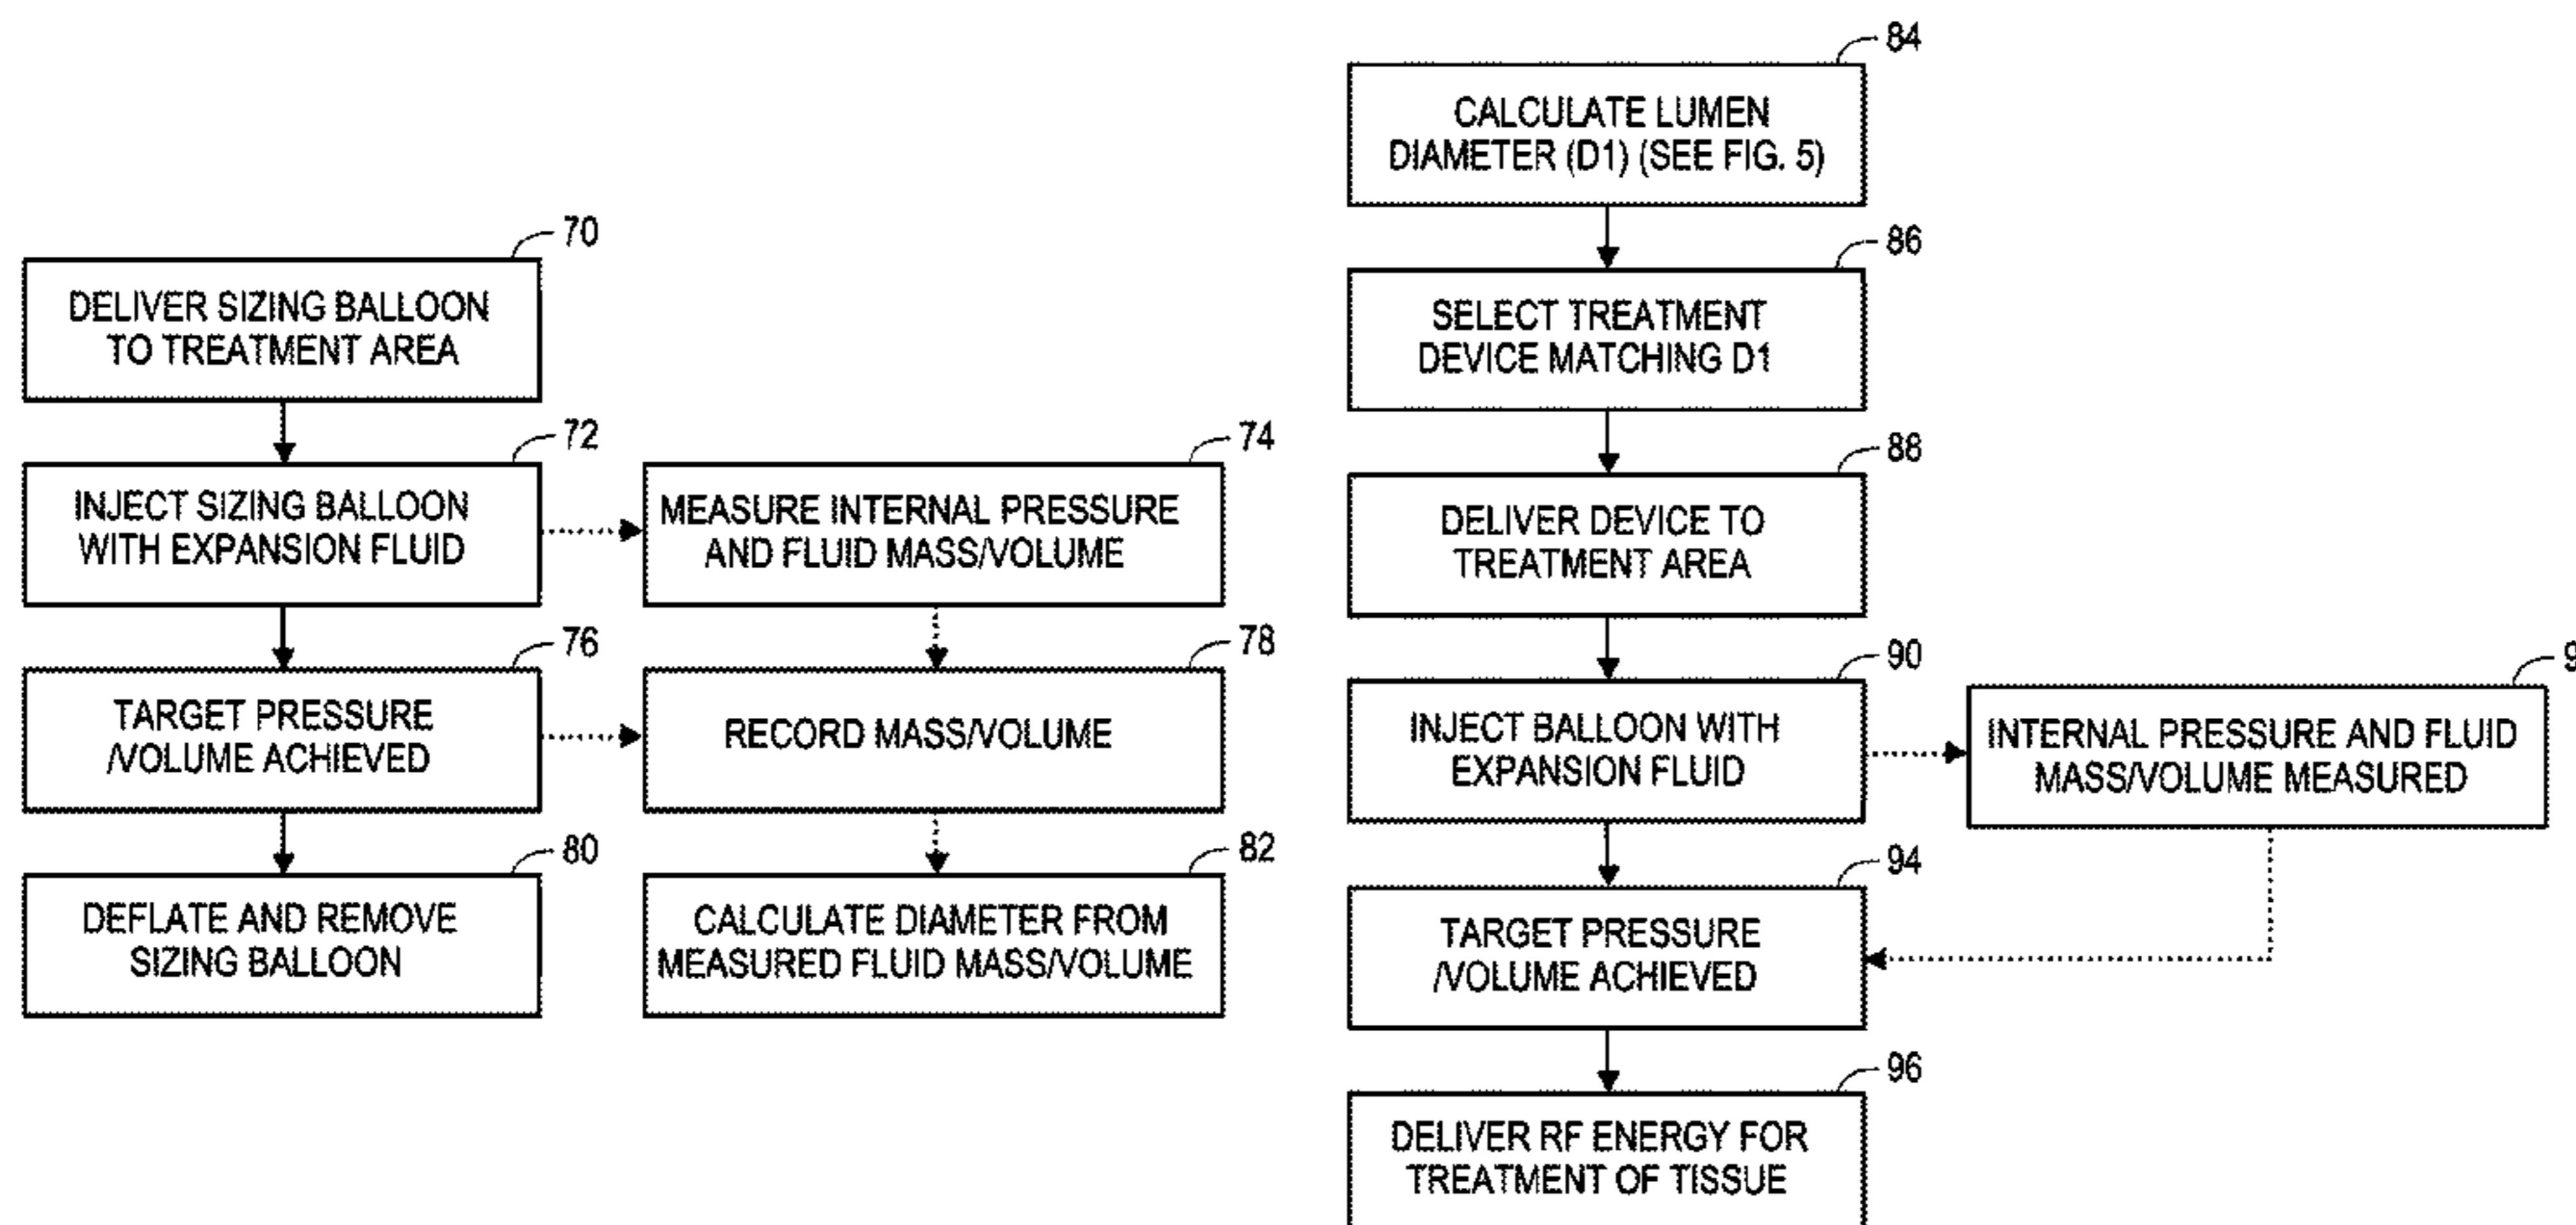 70
DELIVER SIZING BALLOON
TO TREATMENT AREA
72
INJECT SIZING BALLOON
WITH EXPANSION FLUID
74
MEASURE INTERNAL PRESSURE
AND FLUID MASS/VOLUME
76
TARGET PRESSURE
/VOLUME ACHIEVED
78
RECORD MASS/VOLUME
80
DEFLATE AND REMOVE
SIZING BALLOON
82
CALCULATE DIAMETER FROM
MEASURED FLUID MASS/VOLUME
84
CALCULATE LUMEN
DIAMETER (D1) (SEE FIG. 5)
86
SELECT TREATMENT
DEVICE MATCHING D1
88
DELIVER DEVICE TO
TREATMENT AREA
90
INJECT BALLOON WITH
EXPANSION FLUID
INTERNAL PRESSURE AND FLUID
MASS/VOLUME MEASURED
94
TARGET PRESSURE
/VOLUME ACHIEVED
96
DELIVER RF ENERGY FOR
TREATMENT OF TISSUE